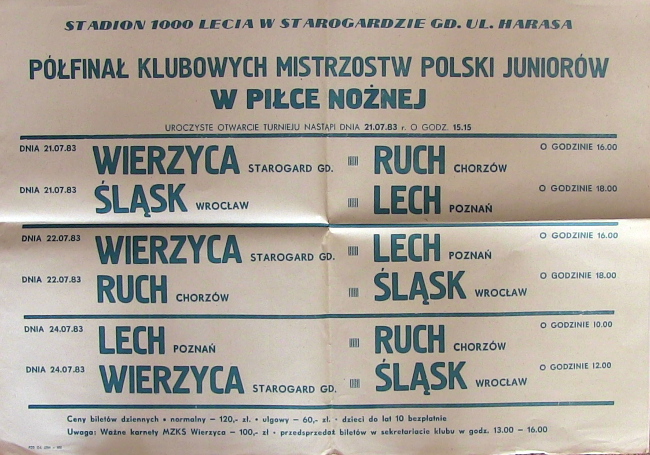 STADION 1000 LECIA W STAROGARDZIE GD. UL. HARASA
PÓŁFINAŁ KLUBOWYCH MISTRZOSTW POLSKI JUNIORÓW
W PIŁCE NOŻNEJ
UROCZYSTE OTWARCIE TURNIEJU NASTĄPI DNIA 21.07.83 r. O GODZ. 15.15
DNIA 21.07.83 WIERZYCA STAROGARD GD. RUCH CHORZÓW O GODZINIE 16.00
DNIA 21.07.83 ŚLĄSK WROCŁAW LECH POZNAŃ O GODZINIE 18.00
DNIA 22.07.83 WIERZYCA STAROGARD GD. LECH POZNAŃ O GODZINIE 16.00
DNIA 22.07.83 RUCH CHORZÓW ŚLĄSK WROCŁAW O GODZINIE 18.00
DNIA 24.07.83 LECH POZNAŃ RUCH CHORZÓW O GODZINIE 10.00
DNIA 24.07.83 WIERZYCA STAROGARD GD. ŚLĄSK WROCŁAW O GODZINIE 12.00
Ceny biletów dziennych • normalny — 120,- zł. • ulgowy — 60,- zł. • dzieci do lat 10 bezpłatnie
Uwaga: Ważne karnety MZKS Wierzyca — 100,- zł • przedsprzedaż biletów w sekretariacie klubu w godz. 13.00 - 16.00